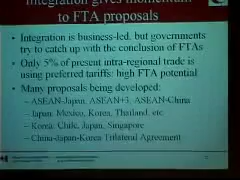 Integration gives momentum
to FTA proposals
• Integration is business-led, but governments
try to catch up with the conclusion of FTAs
• Only 5% of present intra-regional trade is
using preferred tariffs: high FTA potential
• Many proposals being developed:
– ASEAN-Japan, ASEAN+3, ASEAN-China
– Japan: Mexico, Korea, Thailand, etc
– Korea: Chile, Japan, Singapore
– China-Japan-Korea Trilateral Agreement